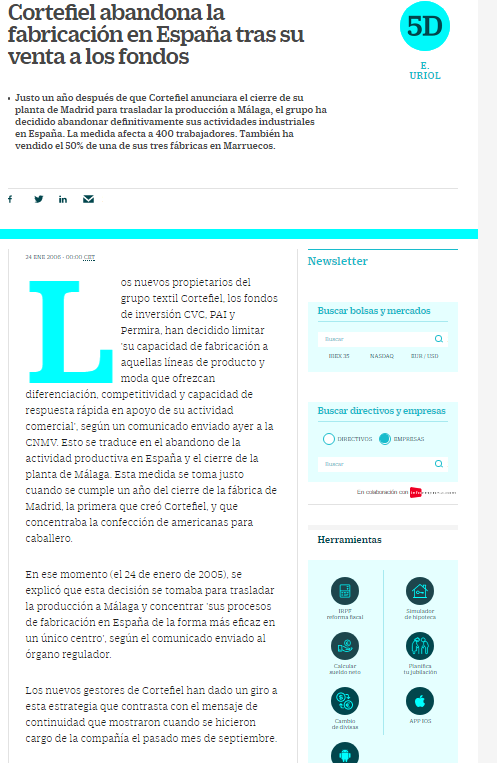 Cortefiel abandona la
fabricación en España tras su
venta a los fondos
5D
E.
URIOL
• Justo un año después de que Cortefiel anunciara el cierre de su
planta de Madrid para trasladar la producción a Málaga, el grupo ha
decidido abandonar definitivamente sus actividades industriales
en España. La medida afecta a 400 trabajadores. También ha
vendido el 50% de una de sus tres fábricas en Marruecos.
24 ENE 2006 - 00:00 CET
Los nuevos propietarios del
grupo textil Cortefiel, los fondos
de inversión CVC, PAI y
Permira, han decidido limitar
'su capacidad de fabricación a
aquellas líneas de producto y
moda que ofrezcan
diferenciación, competitividad y capacidad de
respuesta rápida en apoyo de su actividad
comercial', según un comunicado enviado ayer a la
CNMV. Esto se traduce en el abandono de la
actividad productiva en España y el cierre de la
planta de Málaga. Esta medida se toma justo
cuando se cumple un año del cierre de la fábrica de
Madrid, la primera que creó Cortefiel, y que
concentraba la confección de americanas para
caballero.
En ese momento (el 24 de enero de 2005), se
explicó que esta decisión se tomaba para trasladar
la producción a Málaga y concentrar 'sus procesos
de fabricación en España de la forma más eficaz en
un único centro', según el comunicado enviado al
órgano regulador.
Los nuevos gestores de Cortefiel han dado un giro a
esta estrategia que contrasta con el mensaje de
continuidad que mostraron cuando se hicieron
cargo de la compañía el pasado mes de septiembre.
Newsletter
Buscar bolsas y mercados
Buscar
IBEX 35 NASDAQ EUR / USD
Buscar directivos y empresas
DIRECTIVOS EMPRESAS
Buscar
En colaboración con
Herramientas
IRPF
reforma fiscal
Simulador
de hipoteca
Calcular
sueldo neto
Planifica
tu jubilación
Cambio
de divisas
APP IOS